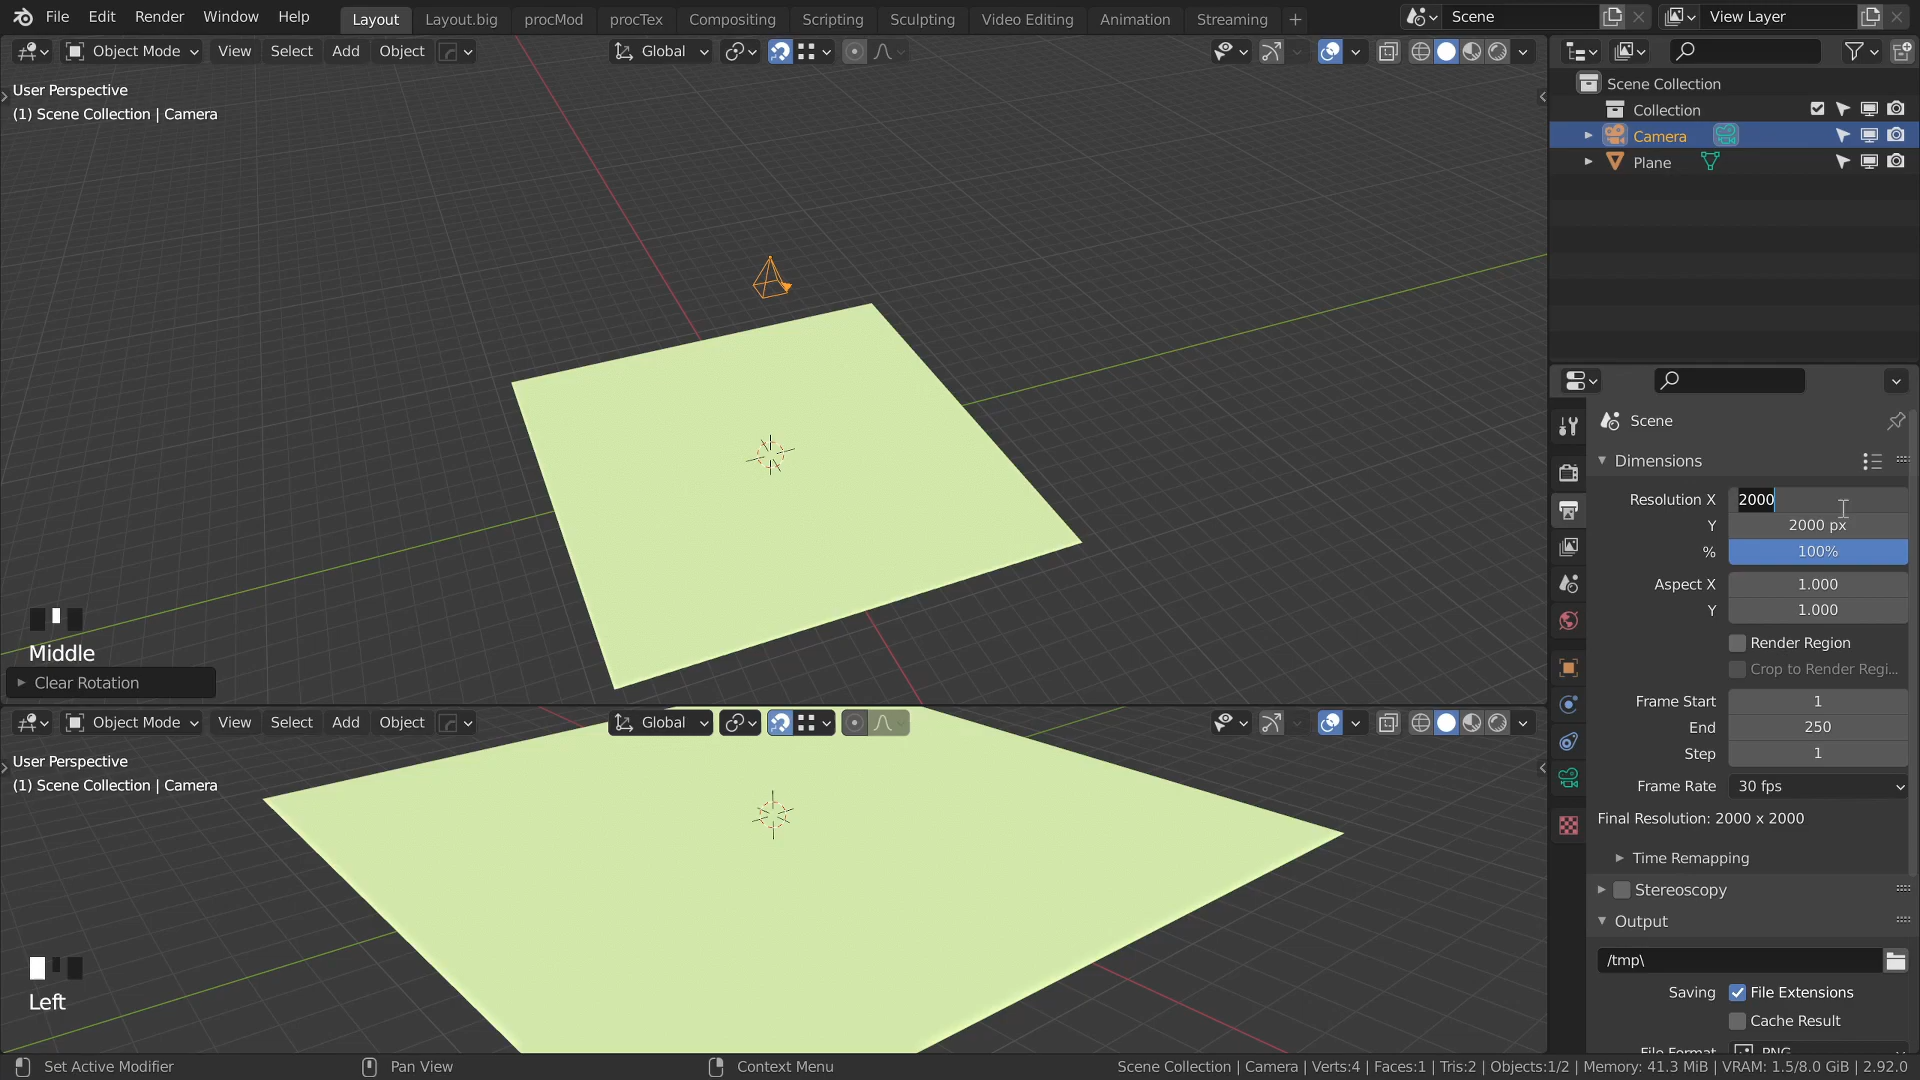 File Edit Render Window Help Layout Layout.big procMod procTex Compositing Scripting Sculpting UV Editing Video Editing Animation Streaming + Scene View Layer
Object Mode View Select Add Object Global
User Perspective
(1) Scene Collection | Camera
Scene Collection
Collection
Camera
Plane
Scene
Dimensions
Resolution X 2000
Y 2000 px
% 100%
Aspect X 1.000
Y 1.000
Render Region
Crop to Render Regi...
Frame Start 1
End 250
Step 1
Frame Rate 30 fps
Final Resolution: 2000 x 2000
Time Remapping
Stereoscopy
Output
/tmp\
Saving File Extensions
Cache Result
File Format PNG
Middle
Clear Rotation
Object Mode View Select Add Object Global
User Perspective
(1) Scene Collection | Camera
Left
Set Active Modifier Pan View Context Menu Scene Collection | Camera | Verts:4 | Faces:1 | Tris:2 | Objects:1/2 | Memory: 41.3 MiB | VRAM: 1.5/8.0 GiB | 2.92.0